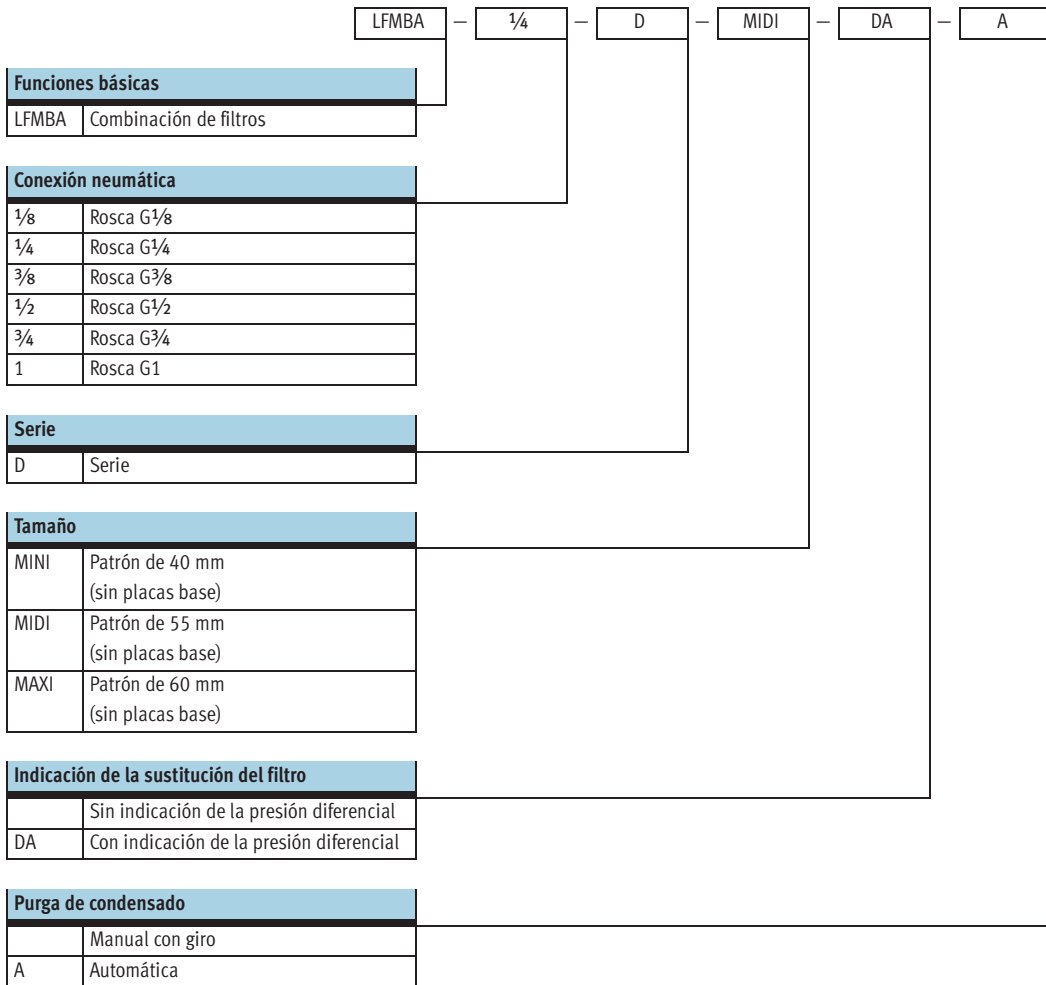 LFMBA – ¼ – D – MIDI – DA – A
Funciones básicas
LFMBA Combinación de filtros
Conexión neumática
⅛ Rosca G⅛
¼ Rosca G¼
⅜ Rosca G⅜
½ Rosca G½
¾ Rosca G¾
1 Rosca G1
Serie
D Serie
Tamaño
MINI Patrón de 40 mm
(sin placas base)
MIDI Patrón de 55 mm
(sin placas base)
MAXI Patrón de 60 mm
(sin placas base)
Indicación de la sustitución del filtro
Sin indicación de la presión diferencial
DA Con indicación de la presión diferencial
Purga de condensado
Manual con giro
A Automática